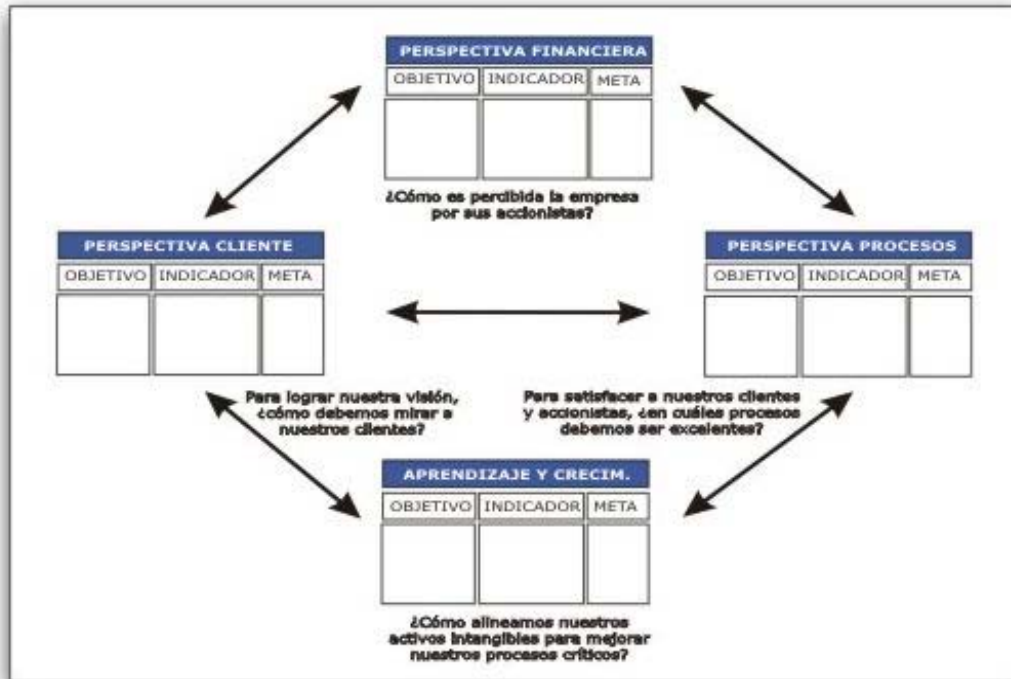 PERSPECTIVA FINANCIERA
OBJETIVO INDICADOR META
¿Cómo es percibida la empresa
por sus accionistas?
PERSPECTIVA CLIENTE
OBJETIVO INDICADOR META
Para lograr nuestra visión,
¿cómo debemos mirar a
nuestros clientes?
PERSPECTIVA PROCESOS
OBJETIVO INDICADOR META
Para satisfacer a nuestros clientes
y accionistas, ¿en cuáles procesos
debemos ser excelentes?
APRENDIZAJE Y CRECIM.
OBJETIVO INDICADOR META
¿Cómo alineamos nuestros
activos intangibles para mejorar
nuestros procesos críticos?